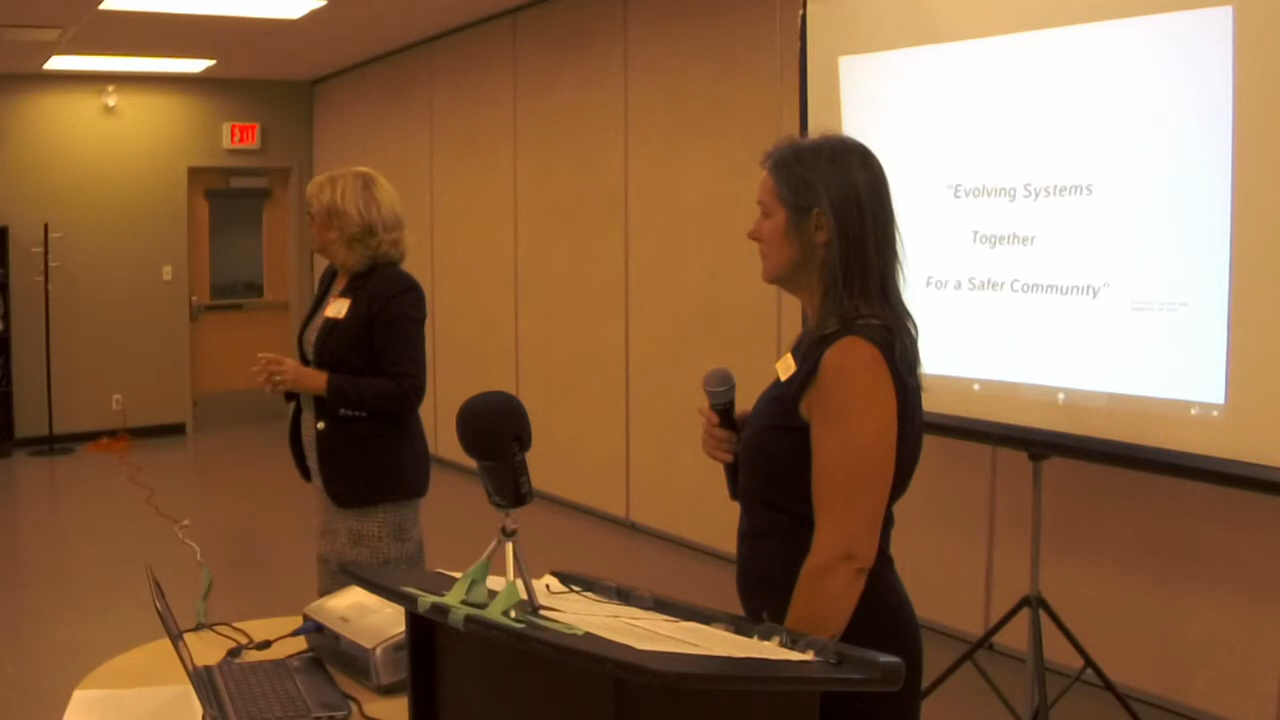 EXIT
“Evolving Systems
Together
For a Safer Community”